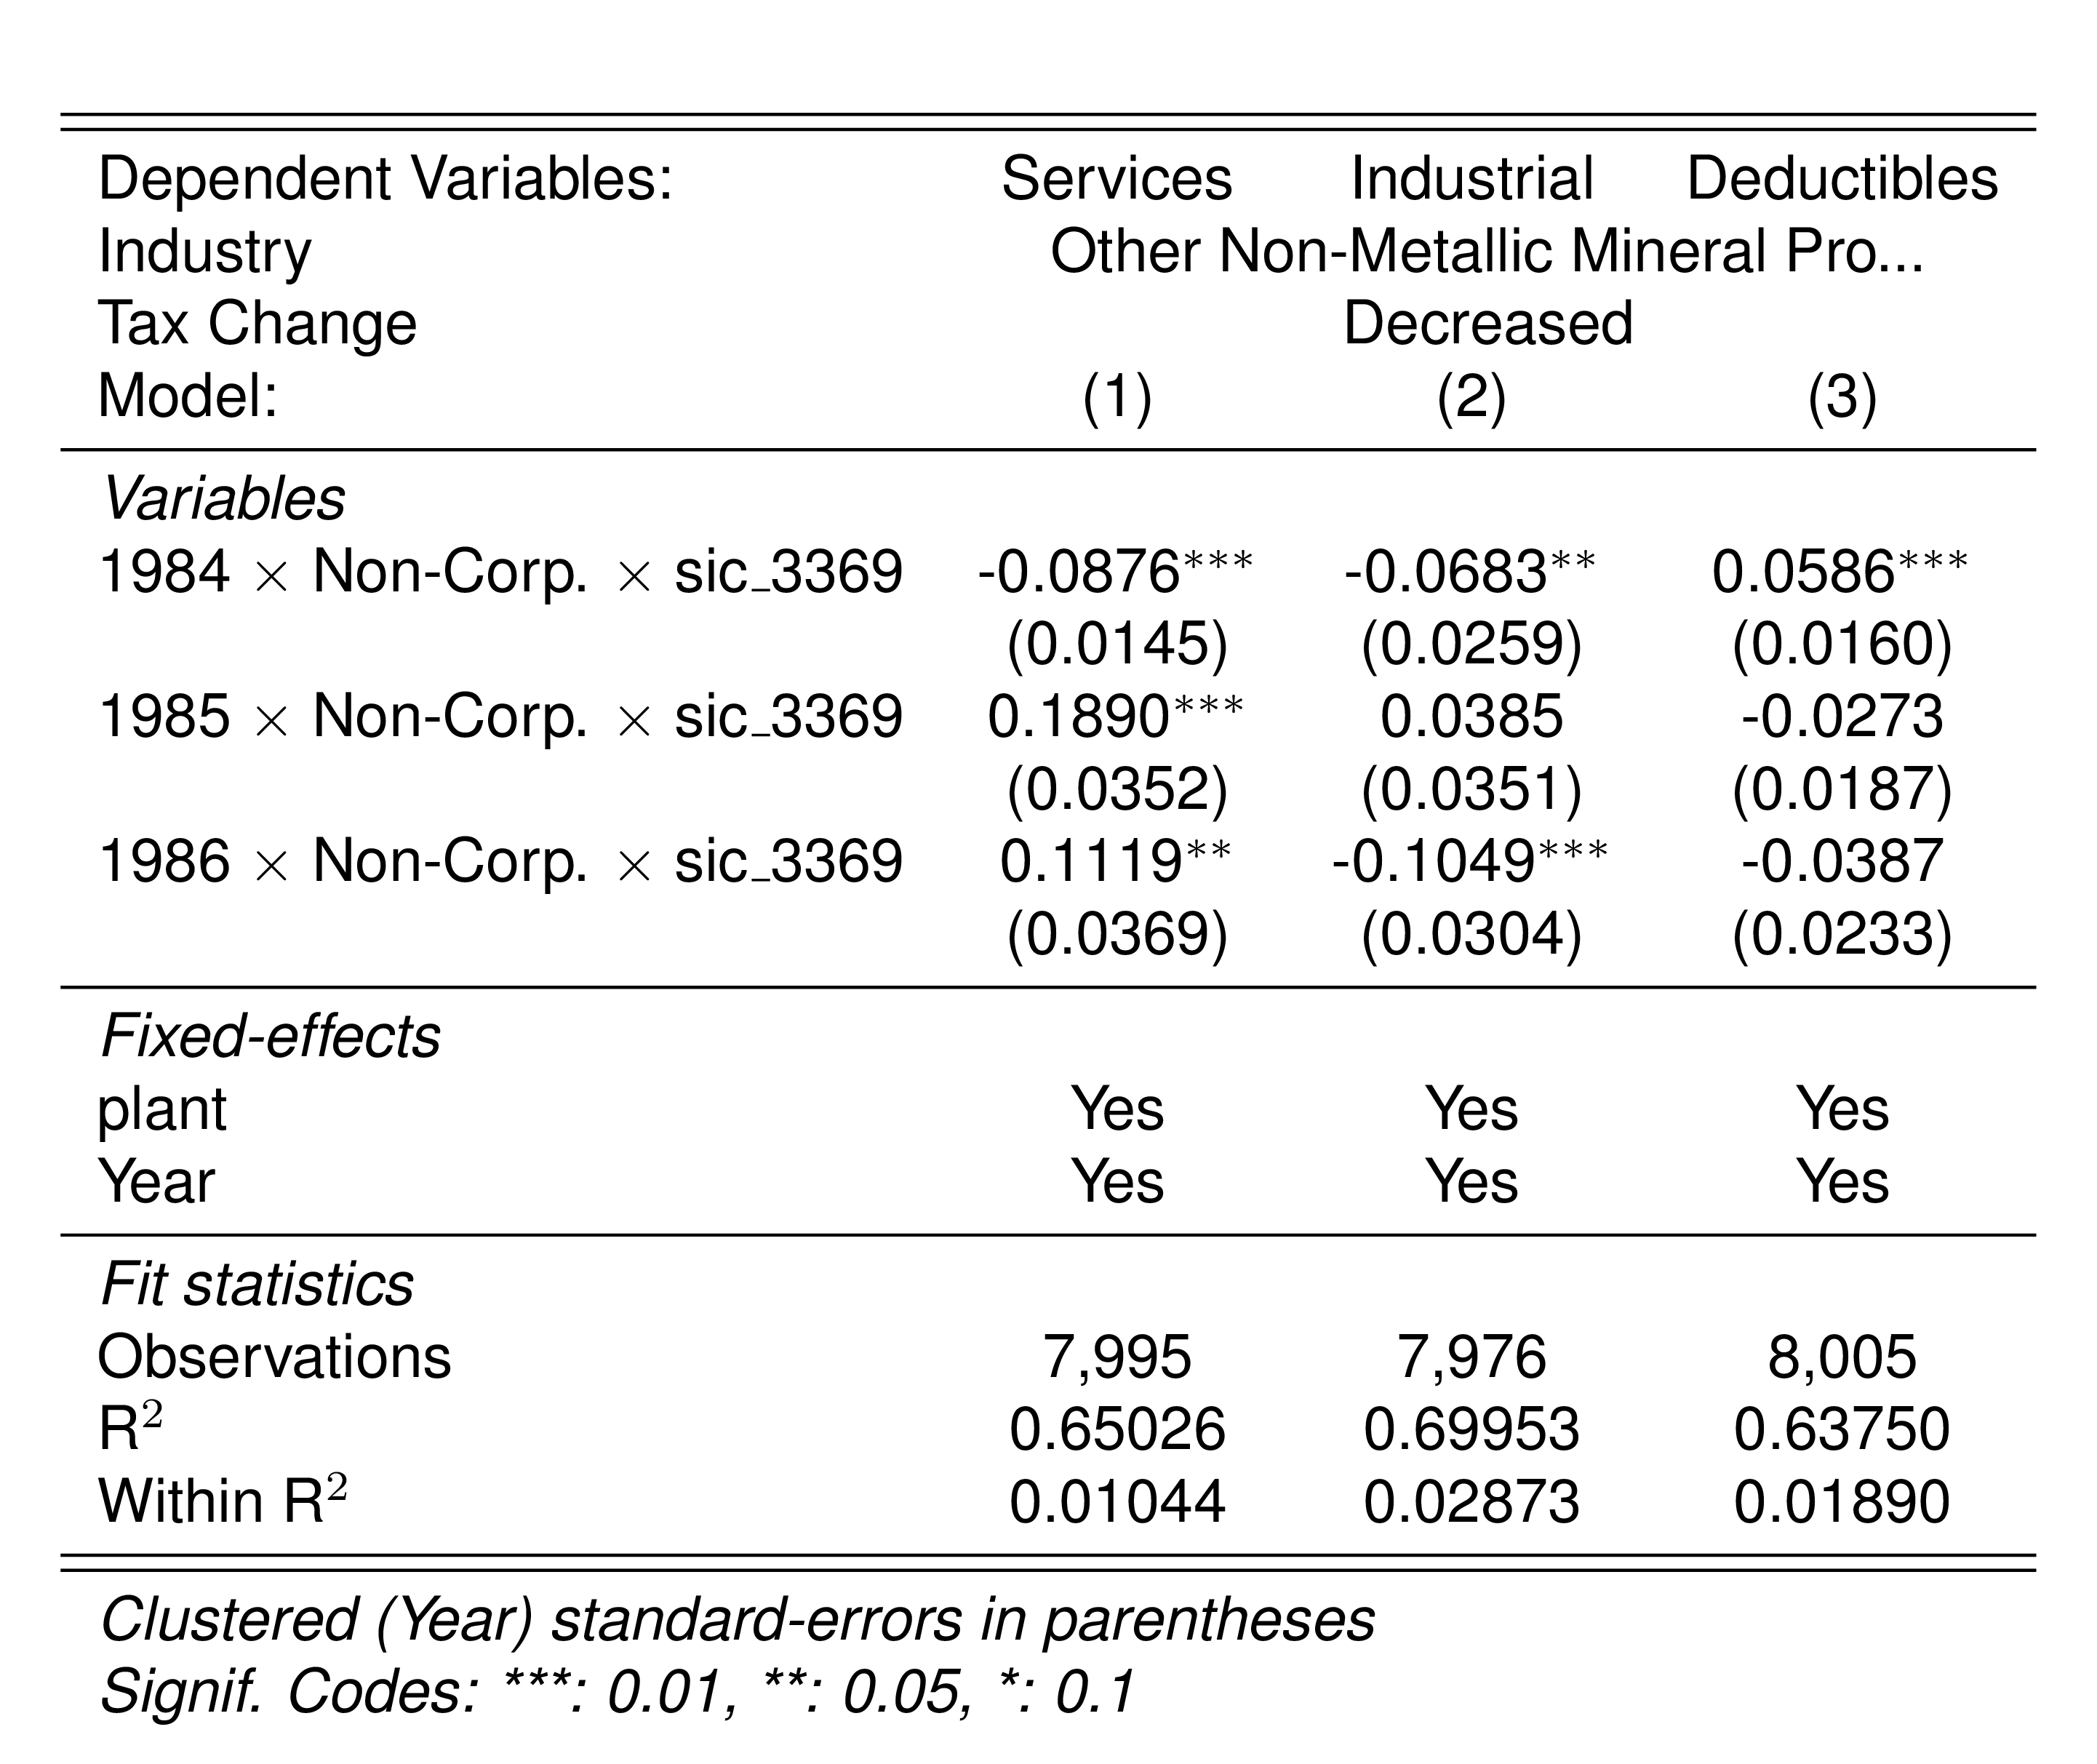 Dependent Variables: Services Industrial Deductibles
Industry Other Non-Metallic Mineral Pro...
Tax Change Decreased
Model: (1) (2) (3)
Variables
1984 × Non-Corp. × sic_3369 -0.0876*** -0.0683** 0.0586***
(0.0145) (0.0259) (0.0160)
1985 × Non-Corp. × sic_3369 0.1890*** 0.0385 -0.0273
(0.0352) (0.0351) (0.0187)
1986 × Non-Corp. × sic_3369 0.1119** -0.1049*** -0.0387
(0.0369) (0.0304) (0.0233)
Fixed-effects
plant Yes Yes Yes
Year Yes Yes Yes
Fit statistics
Observations 7,995 7,976 8,005
R² 0.65026 0.69953 0.63750
Within R² 0.01044 0.02873 0.01890
Clustered (Year) standard-errors in parentheses
Signif. Codes: ***: 0.01, **: 0.05, *: 0.1